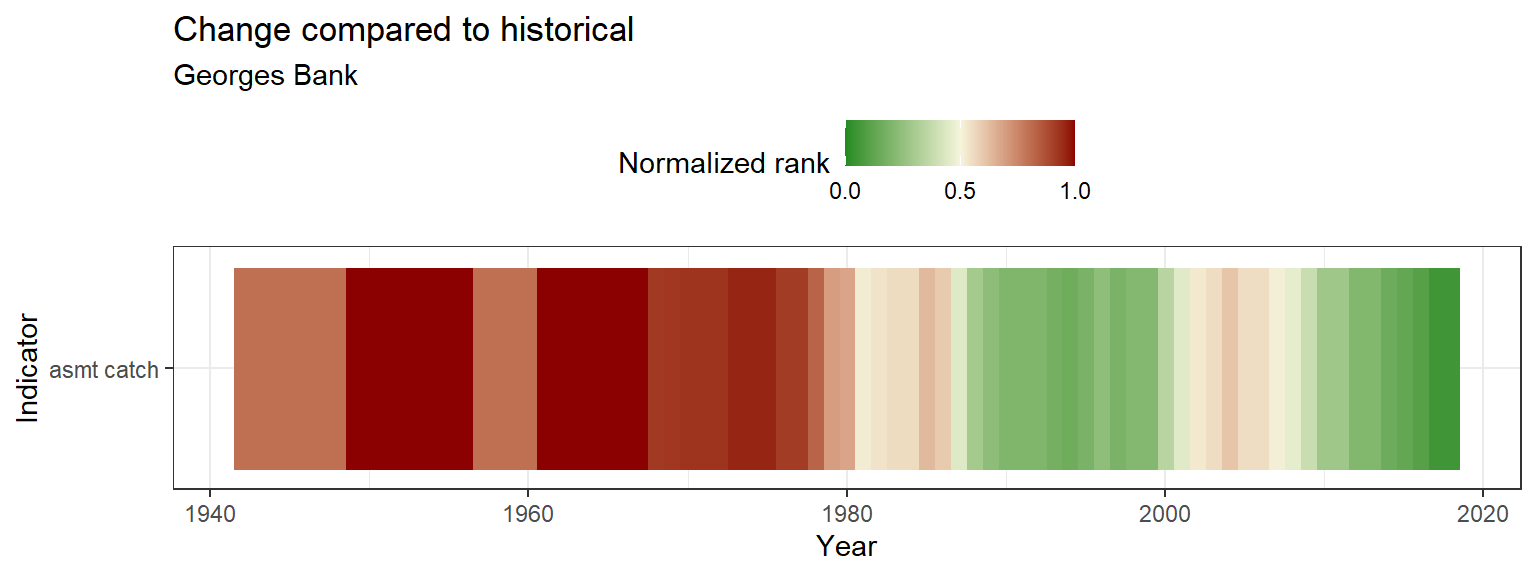 Change compared to historical
Georges Bank
Normalized rank
0.0 0.5 1.0
Indicator
asmt catch
1940 1960 1980 2000 2020
Year